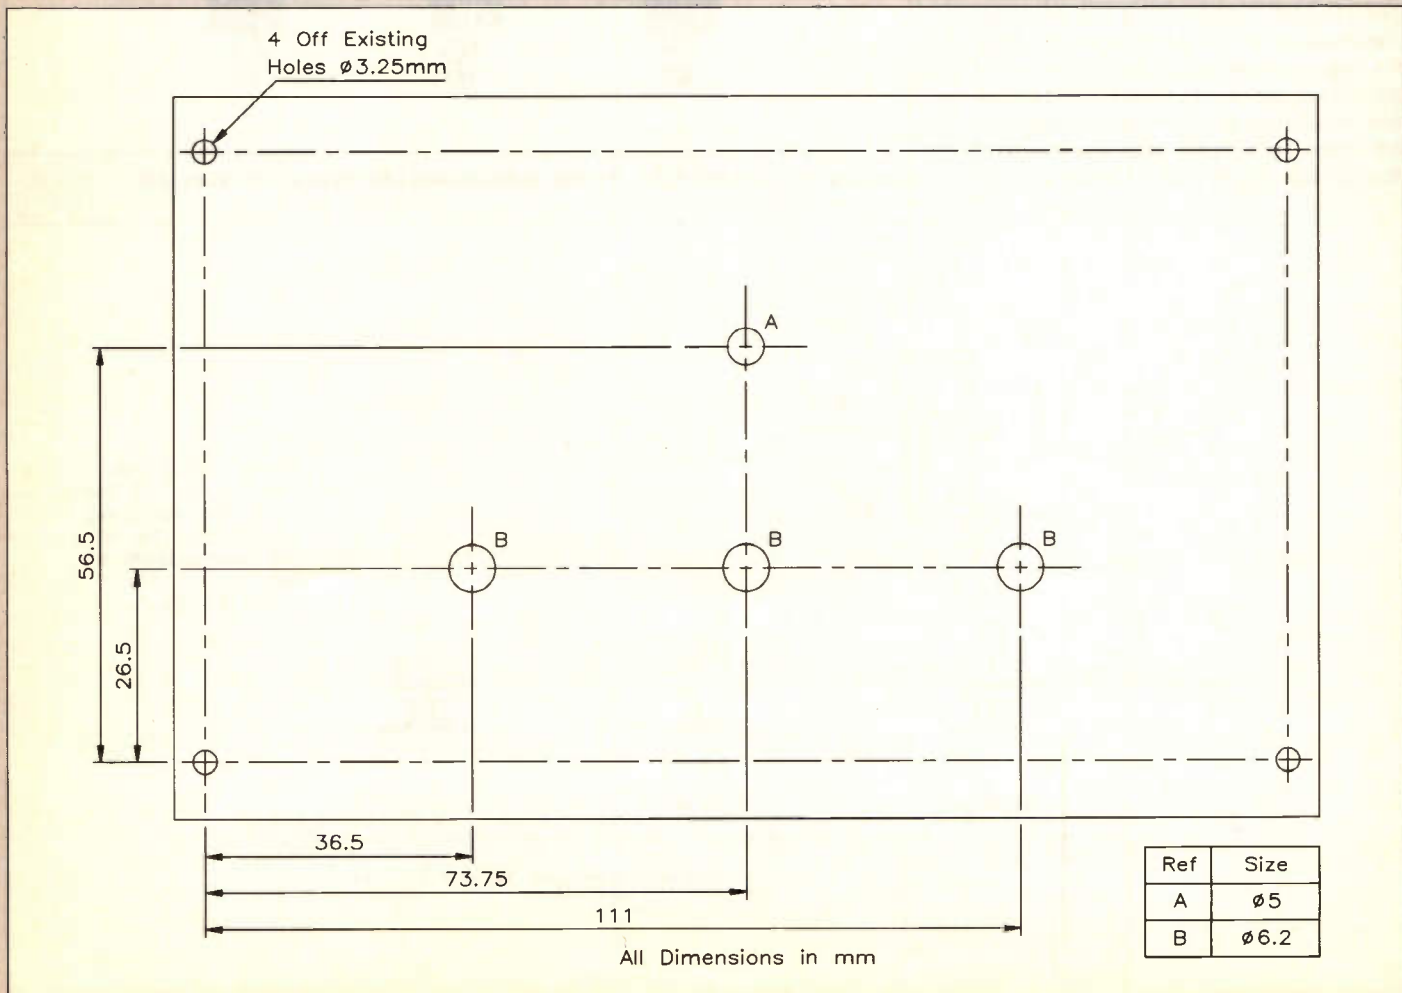 4 Off Existing
Holes ø3.25mm
A
B
B
B
56.5
26.5
36.5
73.75
111
All Dimensions in mm
Ref Size
A ø5
B ø6.2